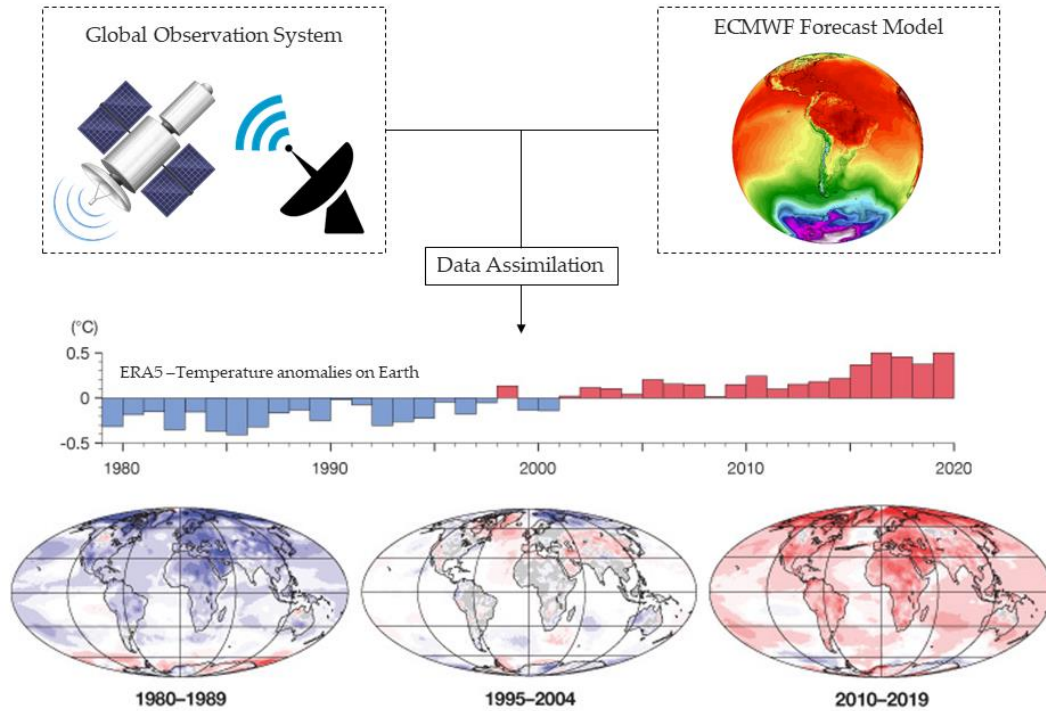 Global Observation System
ECMWF Forecast Model
Data Assimilation
(°C)
0.5
ERA5 –Temperature anomalies on Earth
0
-0.5
1980
1990
2000
2010
2020
1980–1989
1995–2004
2010–2019